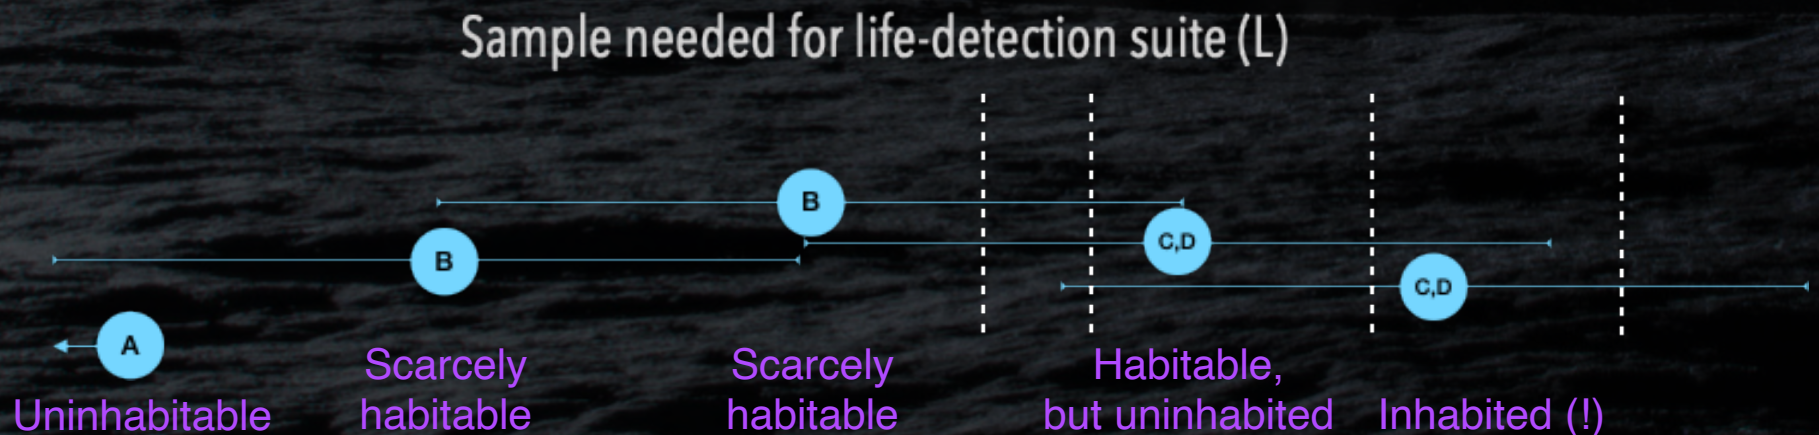 Sample needed for life-detection suite (L)
B
C,D
B
C,D
A
Scarcely habitable
Scarcely habitable
Habitable, but uninhabited
Uninhabitable
Inhabited (!)